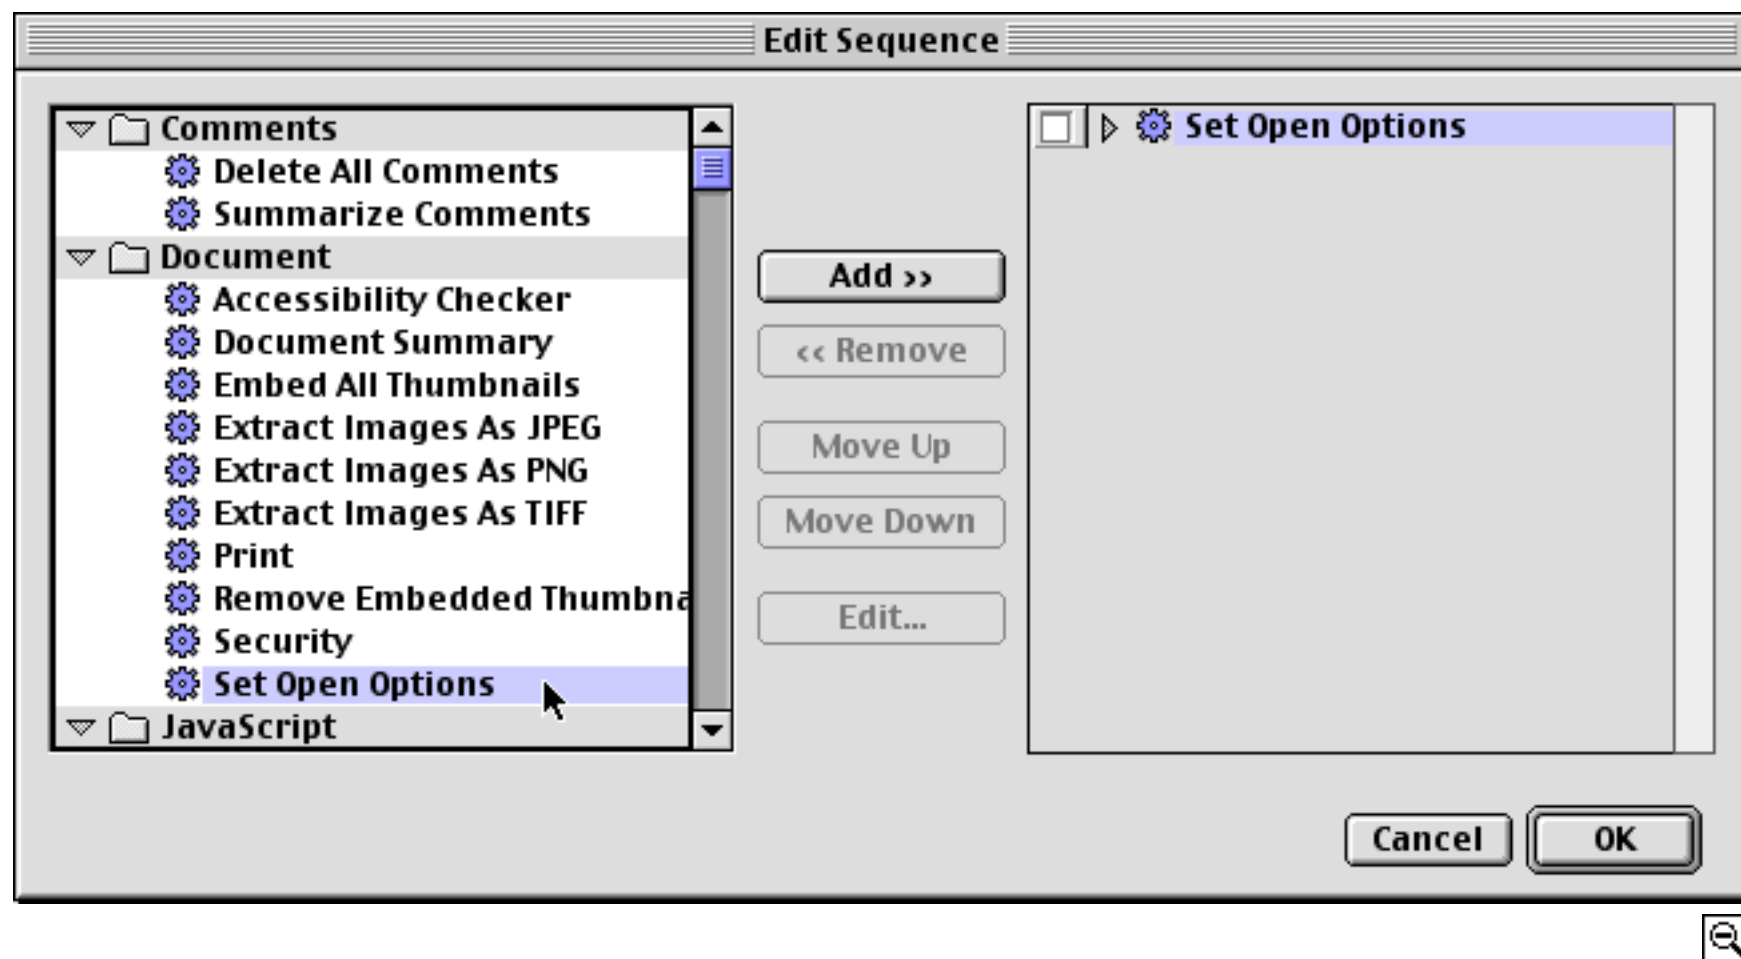 Edit Sequence
Comments
Delete All Comments
Summarize Comments
Document
Accessibility Checker
Document Summary
Embed All Thumbnails
Extract Images As JPEG
Extract Images As PNG
Extract Images As TIFF
Print
Remove Embedded Thumbna
Security
Set Open Options
JavaScript
Add >>
<< Remove
Move Up
Move Down
Edit...
Set Open Options
Cancel
OK